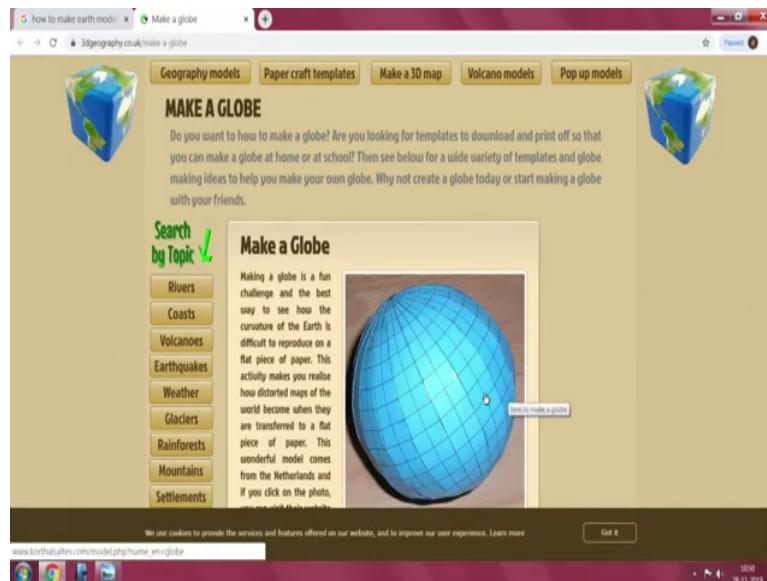 how to make earth model
Make a globe
3dgeography.co.uk/make-a-globe
Paused
Geography models
Paper craft templates
Make a 3D map
Volcano models
Pop up models
MAKE A GLOBE
Do you want to how to make a globe? Are you looking for templates to download and print off so that
you can make a globe at home or at school? Then see below for a wide variety of templates and globe
making ideas to help you make your own globe. Why not create a globe today or start making a globe
with your friends.
Search
by Topic
Rivers
Coasts
Volcanoes
Earthquakes
Weather
Glaciers
Rainforests
Mountains
Settlements
Make a Globe
Making a globe is a fun
challenge and the best
way to see how the
curvature of the Earth is
difficult to reproduce on a
flat piece of paper. This
activity makes you realise
how distorted maps of the
world become when they
are transferred to a flat
piece of paper. This
wonderful model comes
from the Netherlands and
if you click on the photo,
you can visit their website
how to make a globe
We use cookies to provide the services and features offered on our website, and to improve our user experience. Learn more
Got it
www.korthalsaltes.com/model.php?name_en=globe
10:50